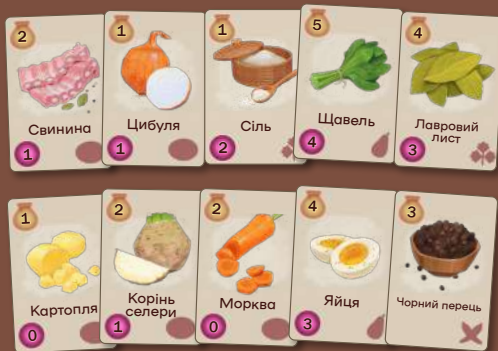 2
1
1
5
4
Свинина
Цибуля
Сіль
Щавель
Лавровий
лист
1
1
2
4
3
1
2
2
4
3
Картопля
Корінь
селери
Морква
Яйця
Чорний перець
0
1
0
3